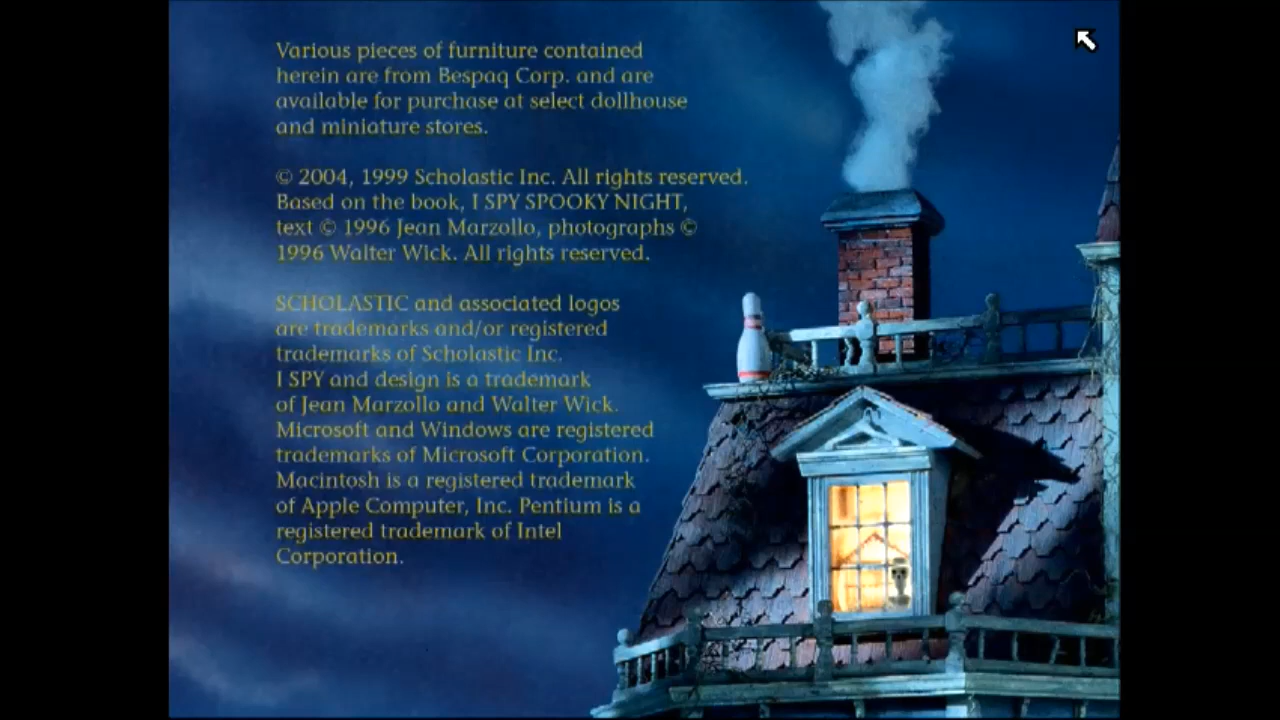 Various pieces of furniture contained
herein are from Bespaq Corp. and are
available for purchase at select dollhouse
and miniature stores.
© 2004, 1999 Scholastic Inc. All rights reserved.
Based on the book, I SPY SPOOKY NIGHT,
text © 1996 Jean Marzollo, photographs ©
1996 Walter Wick. All rights reserved.
SCHOLASTIC and associated logos
are trademarks and/or registered
trademarks of Scholastic Inc.
I SPY and design is a trademark
of Jean Marzollo and Walter Wick.
Microsoft and Windows are registered
trademarks of Microsoft Corporation.
Macintosh is a registered trademark
of Apple Computer, Inc. Pentium is a
registered trademark of Intel
Corporation.